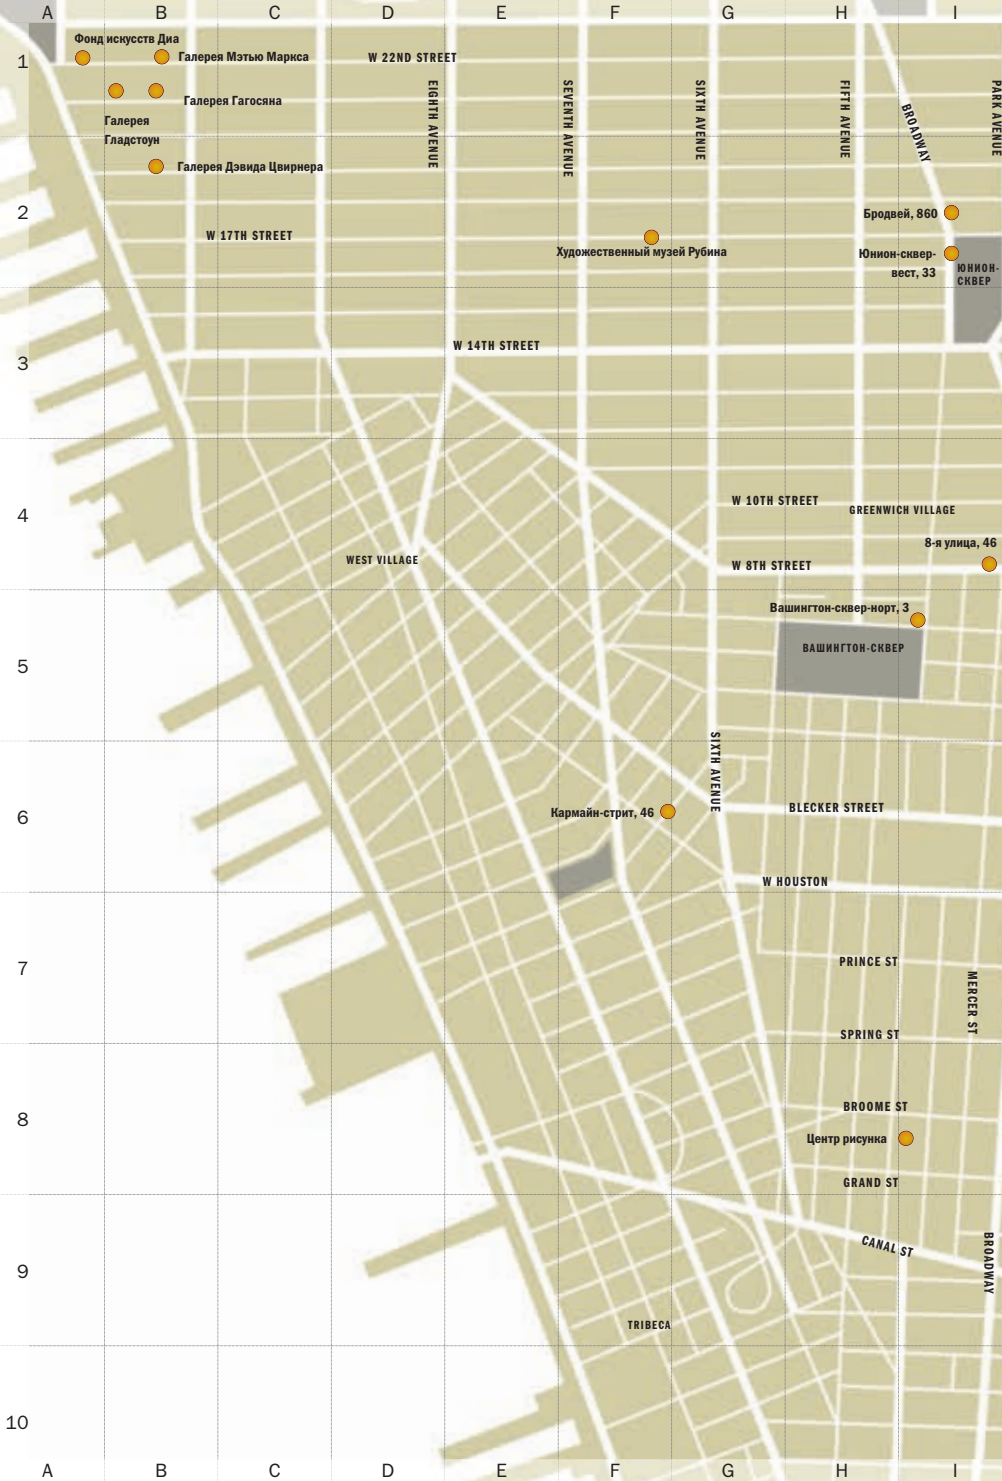 A B C D E F G H I
Фонд искусств Диа
1
Галерея Мэтью Маркса
W 22ND STREET
EIGHTH AVENUE
SEVENTH AVENUE
SIXTH AVENUE
FIFTH AVENUE
BROADWAY
PARK AVENUE
Галерея Гагосяна
Галерея
Гладстоун
Галерея Дэвида Цвирнера
2
Бродвей, 860
W 17TH STREET
Художественный музей Рубина
Юнион-сквер-
вест, 33
ЮНИОН-
СКВЕР
W 14TH STREET
3
W 10TH STREET
GREENWICH VILLAGE
4
8-я улица, 46
WEST VILLAGE
W 8TH STREET
Вашингтон-сквер-норт, 3
ВАШИНГТОН-СКВЕР
5
SIXTH AVENUE
BLECKER STREET
Кармайн-стрит, 46
6
W HOUSTON
PRINCE ST
7
MERCER ST
SPRING ST
BROOME ST
8
Центр рисунка
GRAND ST
CANAL ST
BROADWAY
9
TRIBECA
10
A B C D E F G H I